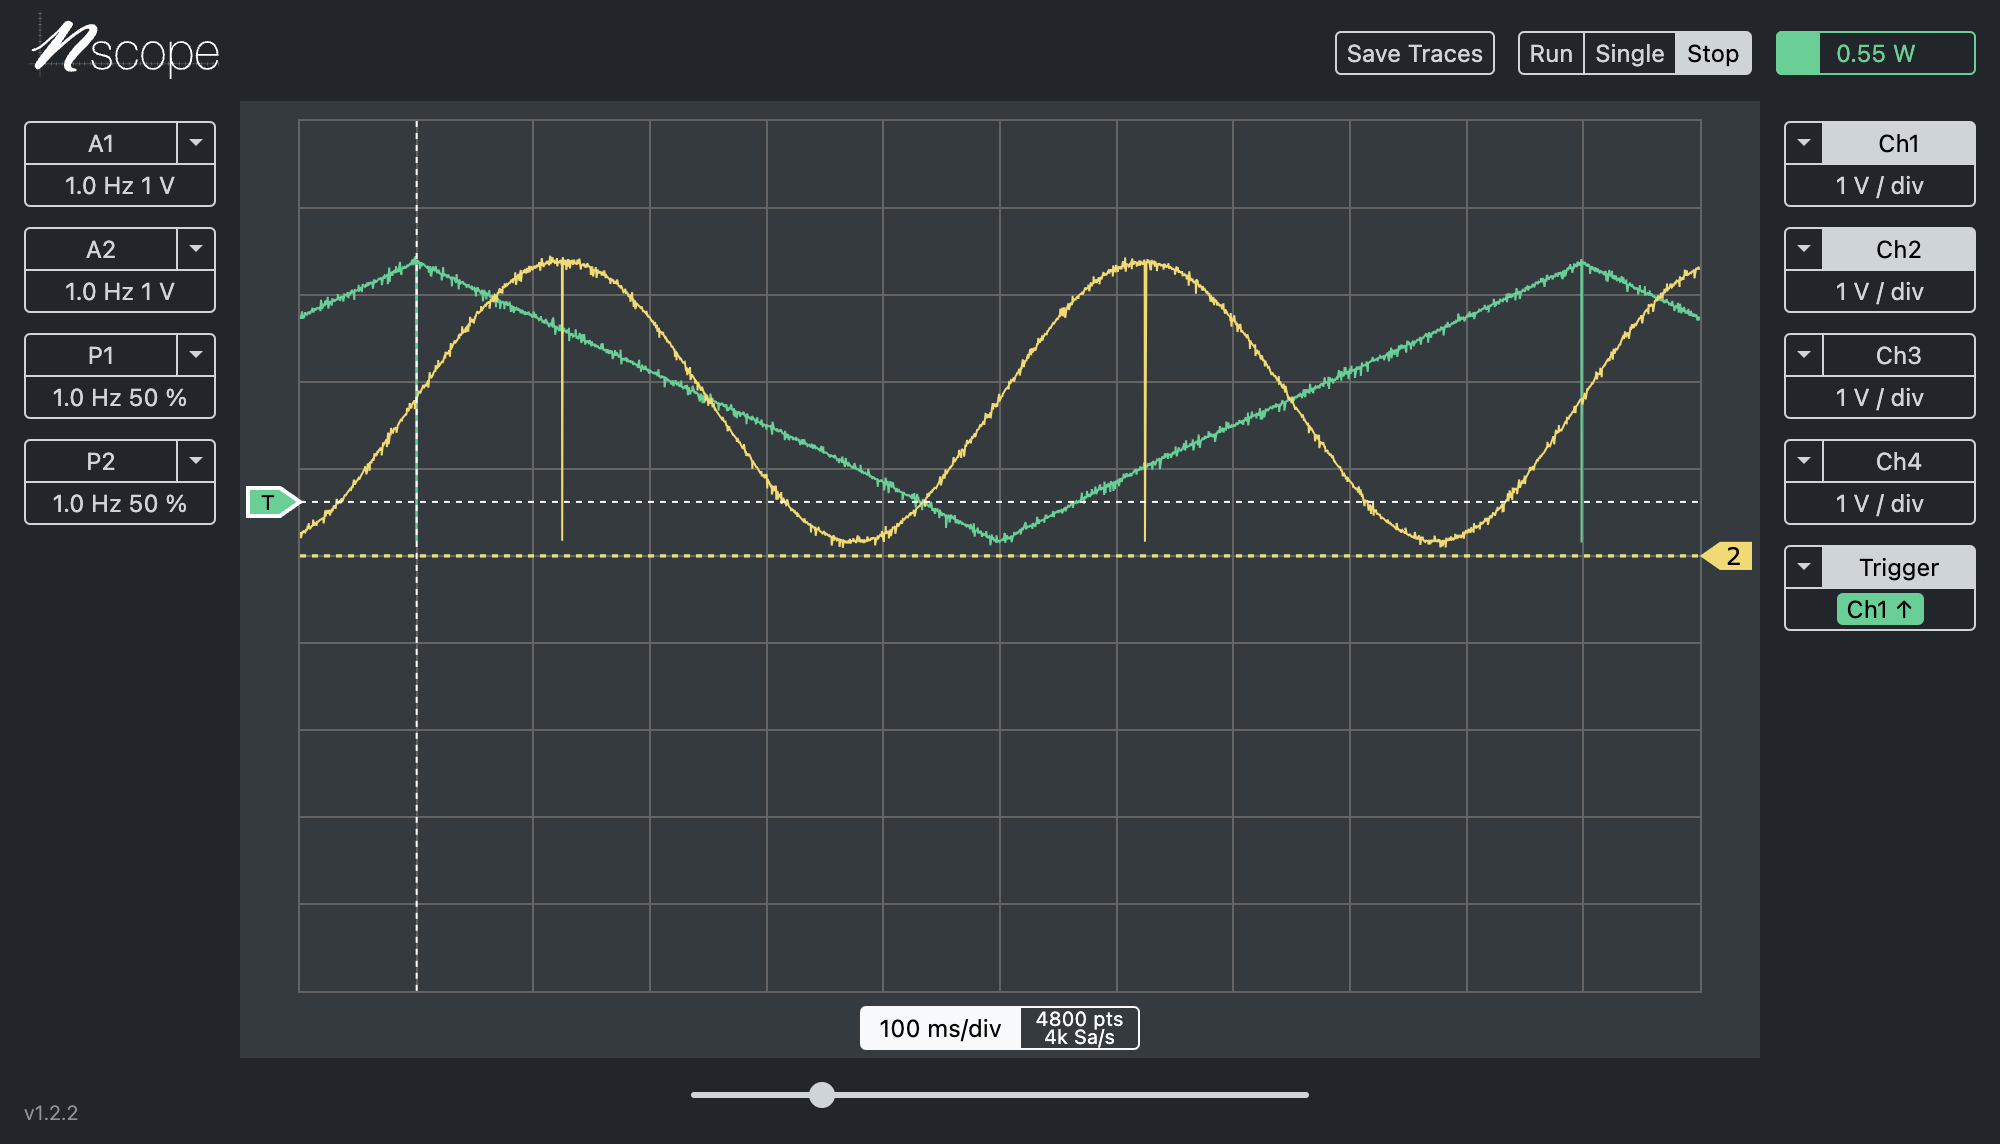 nscope
Save Traces
Run
Single
Stop
0.55 W
A1
1.0 Hz 1 V
A2
1.0 Hz 1 V
P1
1.0 Hz 50 %
P2
1.0 Hz 50 %
T
2
Ch1
1 V / div
Ch2
1 V / div
Ch3
1 V / div
Ch4
1 V / div
Trigger
Ch1 ↑
100 ms/div
4800 pts
4k Sa/s
v1.2.2